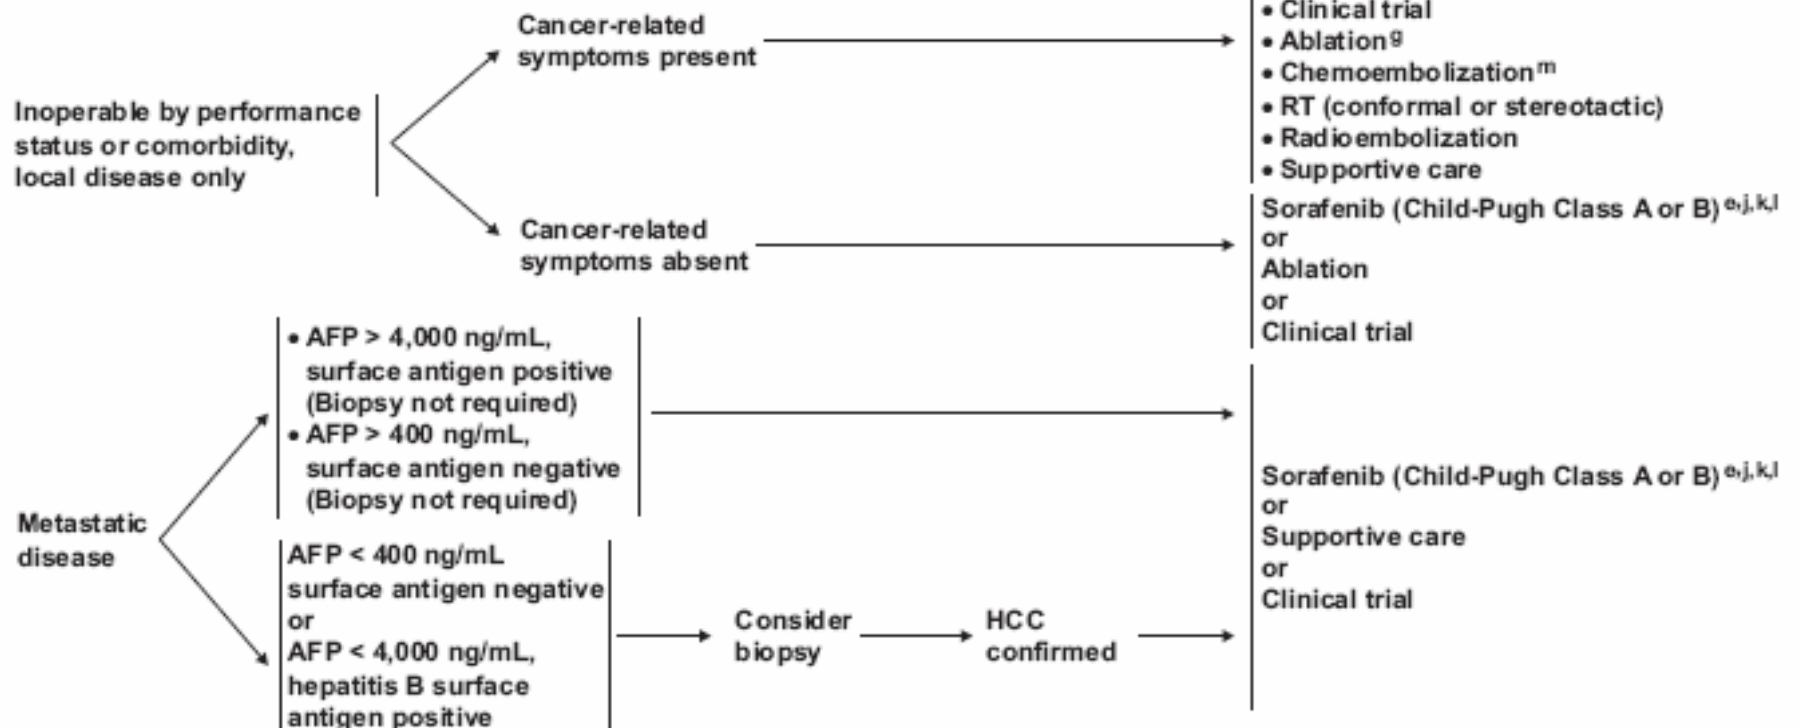 Cancer-related
symptoms present
• Clinical trial
• Ablation g
• Chemoembolization m
• RT (conformal or stereotactic)
• Radioembolization
• Supportive care
Inoperable by performance
status or comorbidity,
local disease only
Cancer-related
symptoms absent
Sorafenib (Child-Pugh Class A or B) e,j,k,l
or
Ablation
or
Clinical trial
Metastatic
disease
• AFP > 4,000 ng/mL,
surface antigen positive
(Biopsy not required)
• AFP > 400 ng/mL,
surface antigen negative
(Biopsy not required)
AFP < 400 ng/mL
surface antigen negative
or
AFP < 4,000 ng/mL,
hepatitis B surface
antigen positive
Consider
biopsy
HCC
confirmed
Sorafenib (Child-Pugh Class A or B) e,j,k,l
or
Supportive care
or
Clinical trial